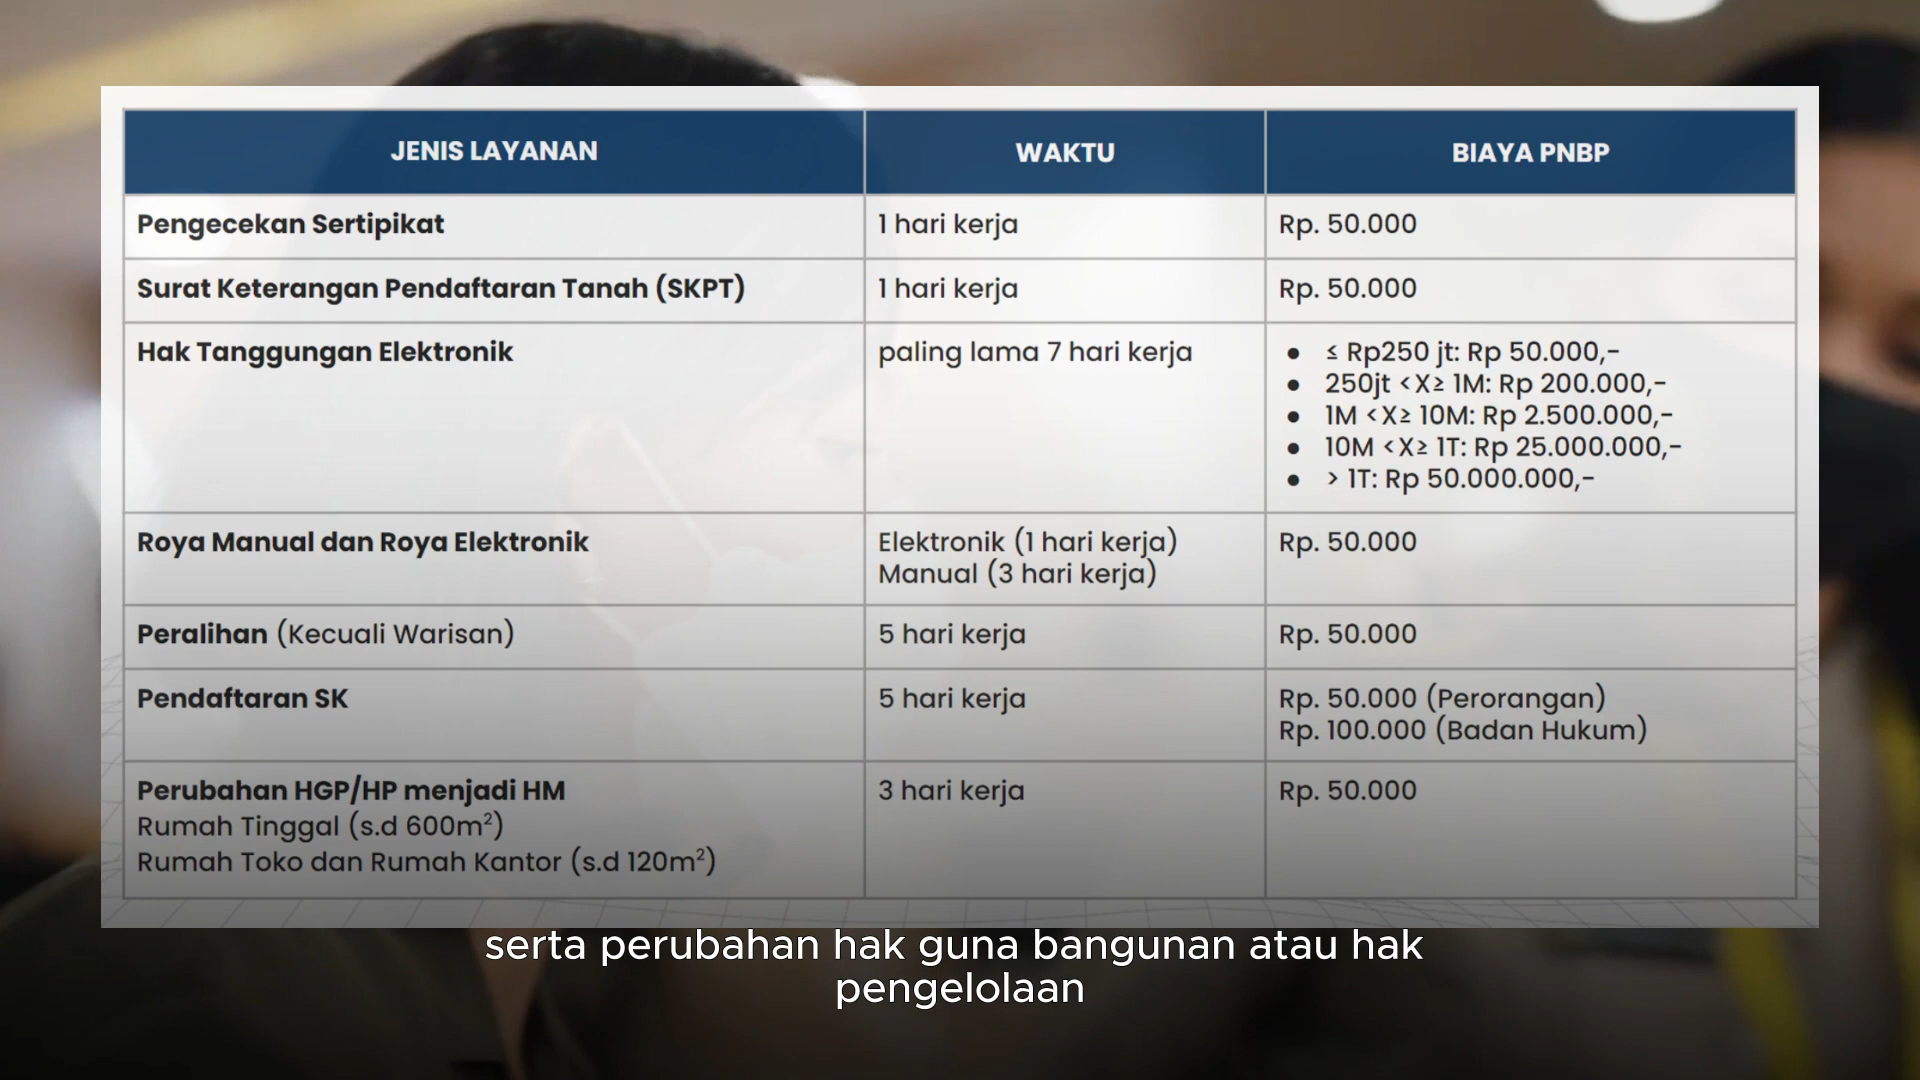 JENIS LAYANAN
WAKTU
BIAYA PNBP
Pengecekan Sertipikat
1 hari kerja
Rp. 50.000
Surat Keterangan Pendaftaran Tanah (SKPT)
1 hari kerja
Rp. 50.000
Hak Tanggungan Elektronik
paling lama 7 hari kerja
● ≤ Rp250 jt: Rp 50.000,-
● 250jt <X≥ 1M: Rp 200.000,-
● 1M <X≥ 10M: Rp 2.500.000,-
● 10M <X≥ 1T: Rp 25.000.000,-
● > 1T: Rp 50.000.000,-
Roya Manual dan Roya Elektronik
Elektronik (1 hari kerja)
Manual (3 hari kerja)
Rp. 50.000
Peralihan (Kecuali Warisan)
5 hari kerja
Rp. 50.000
Pendaftaran SK
5 hari kerja
Rp. 50.000 (Perorangan)
Rp. 100.000 (Badan Hukum)
Perubahan HGP/HP menjadi HM
Rumah Tinggal (s.d 600m²)
Rumah Toko dan Rumah Kantor (s.d 120m²)
3 hari kerja
Rp. 50.000
serta perubahan hak guna bangunan atau hak
pengelolaan